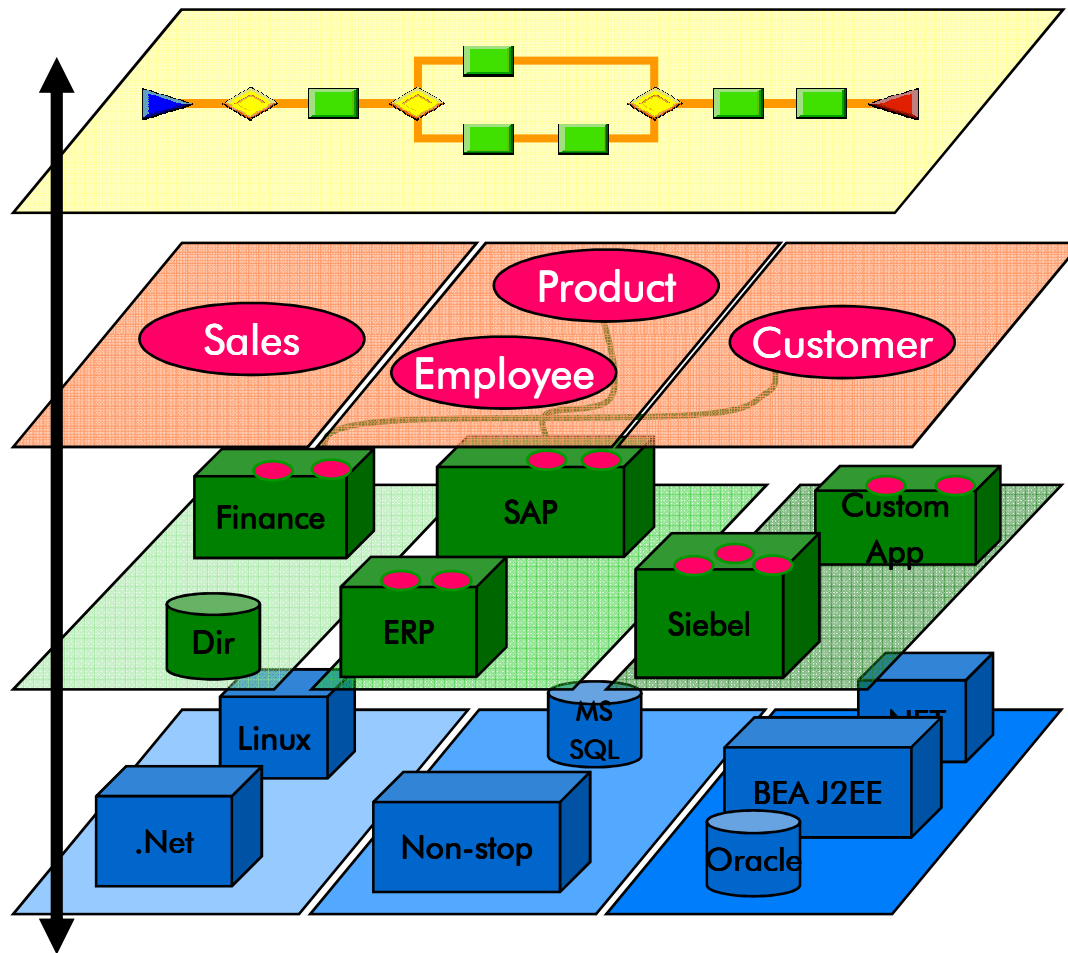 Product
Sales
Customer
Employee
Finance
SAP
Custom
App
ERP
Siebel
Dir
MS
SQL
Linux
.NET
BEA J2EE
.Net
Non-stop
Oracle